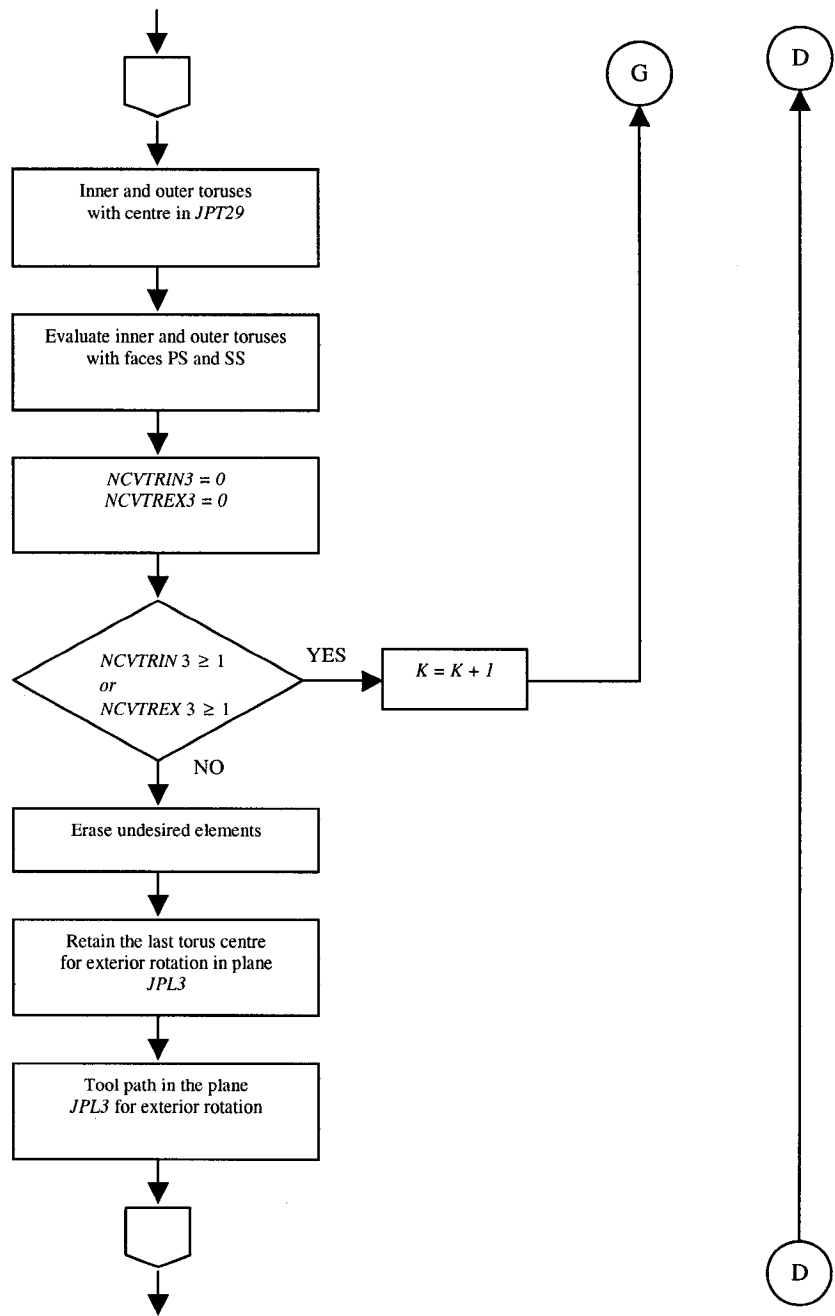 G
D
Inner and outer toruses
with centre in JPT29
Evaluate inner and outer toruses
with faces PS and SS
NCVTRIN3 = 0
NCVTREX3 = 0
NCVTRIN 3 ≥ 1
or
NCVTREX 3 ≥ 1
YES
K = K + 1
NO
Erase undesired elements
Retain the last torus centre
for exterior rotation in plane
JPL3
Tool path in the plane
JPL3 for exterior rotation
D